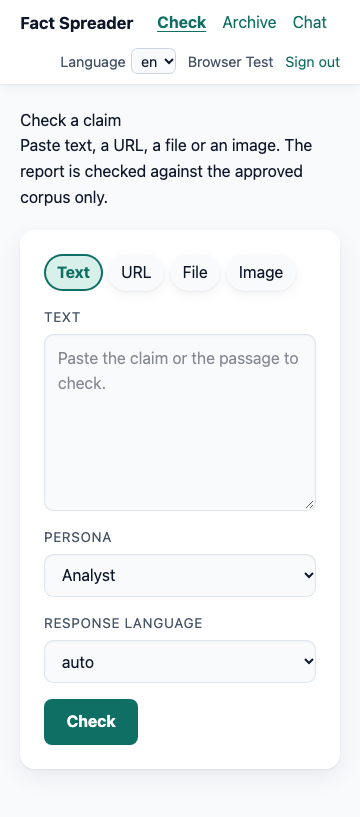 Fact Spreader Check Archive Chat
Language en Browser Test Sign out
Check a claim
Paste text, a URL, a file or an image. The
report is checked against the approved
corpus only.
Text URL File Image
TEXT
Paste the claim or the passage to
check.
PERSONA
Analyst
RESPONSE LANGUAGE
auto
Check